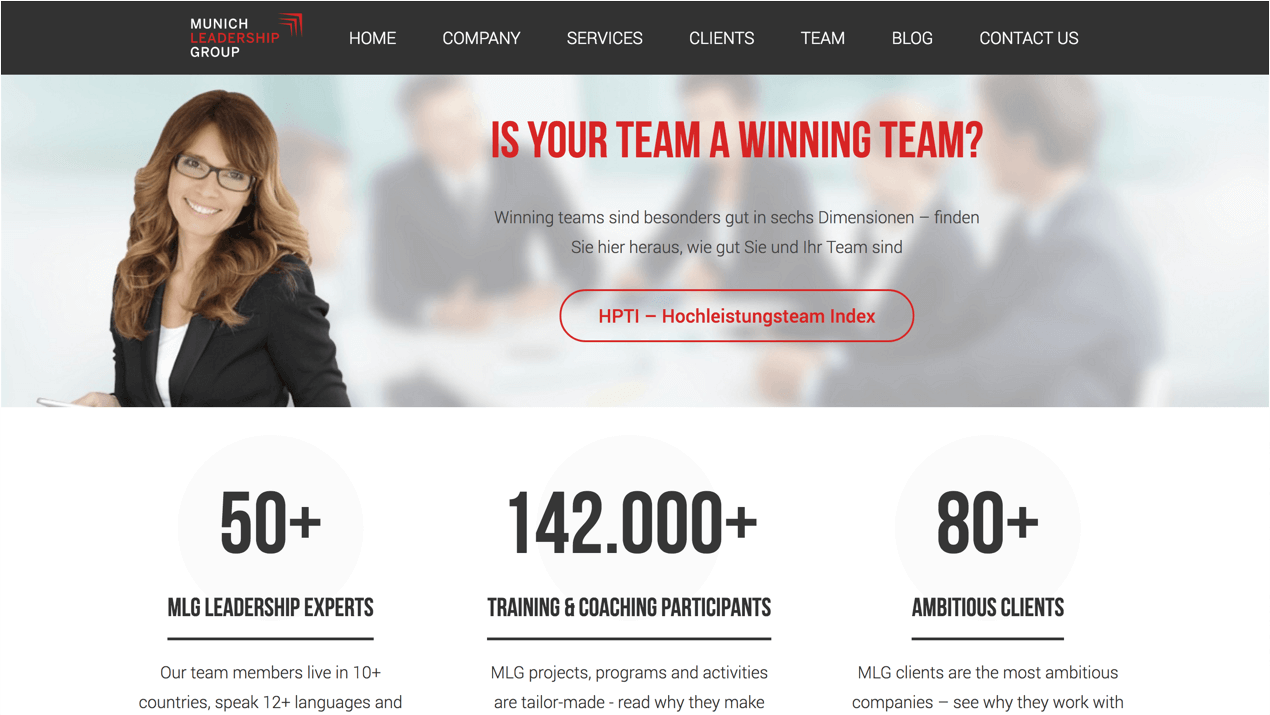 MUNICH
LEADERSHIP
GROUP
HOME COMPANY SERVICES CLIENTS TEAM BLOG CONTACT US
IS YOUR TEAM A WINNING TEAM?
Winning teams sind besonders gut in sechs Dimensionen – finden
Sie hier heraus, wie gut Sie und Ihr Team sind
HPTI – Hochleistungsteam Index
50+
MLG LEADERSHIP EXPERTS
Our team members live in 10+
countries, speak 12+ languages and
142.000+
TRAINING & COACHING PARTICIPANTS
MLG projects, programs and activities
are tailor-made - read why they make
80+
AMBITIOUS CLIENTS
MLG clients are the most ambitious
companies – see why they work with